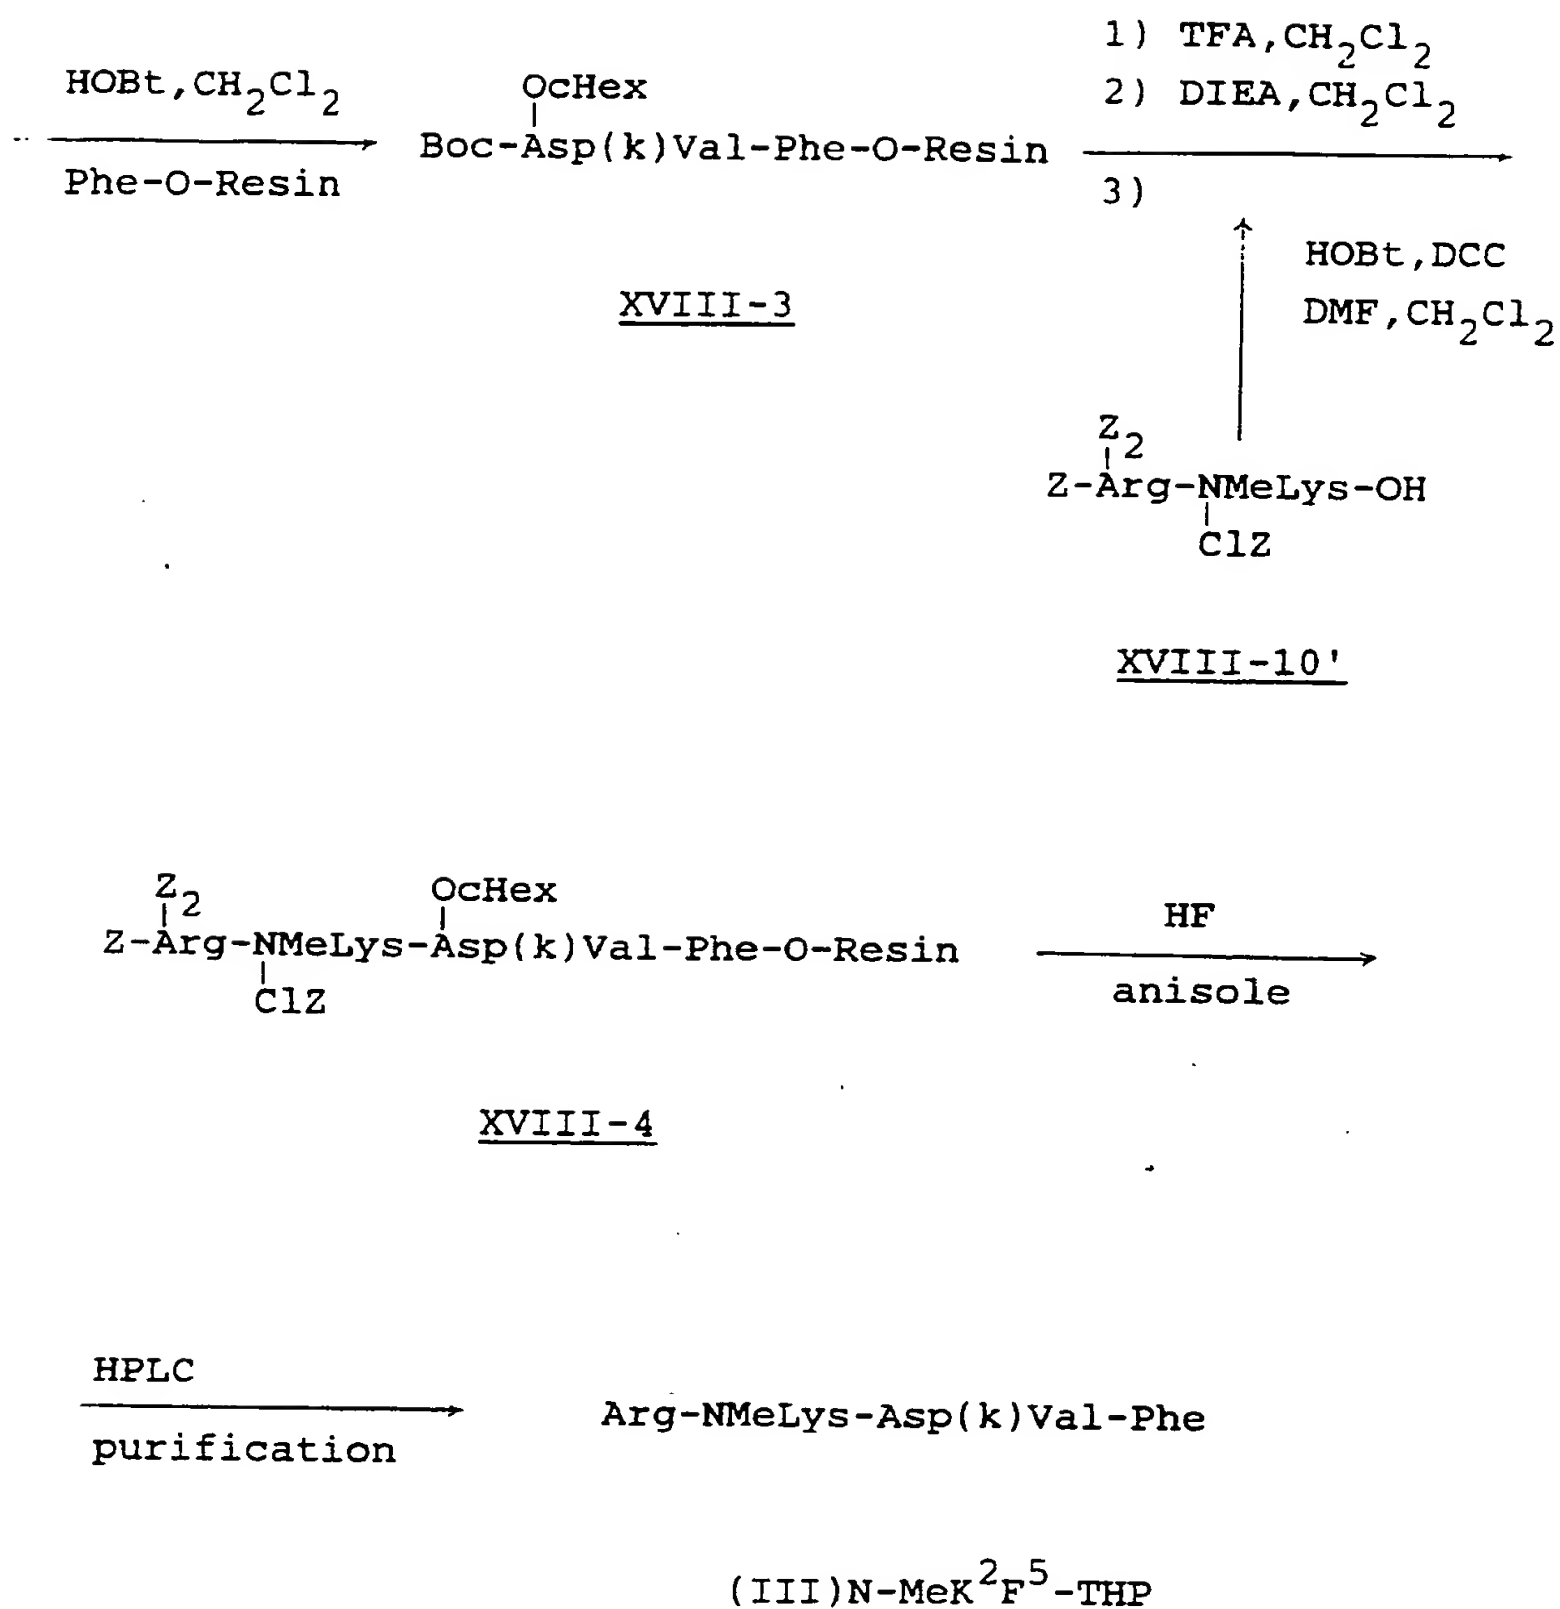 HOBt,CH2Cl2
Phe-O-Resin
OcHex
Boc-Asp(k)Val-Phe-O-Resin
1) TFA,CH2Cl2
2) DIEA,CH2Cl2
3)
XVIII-3
HOBt,DCC
DMF,CH2Cl2
Z2
Z-Arg-NMeLys-OH
ClZ
XVIII-10'
Z2
OcHex
Z-Arg-NMeLys-Asp(k)Val-Phe-O-Resin
ClZ
HF
anisole
XVIII-4
HPLC
purification
Arg-NMeLys-Asp(k)Val-Phe
(III)N-MeK2F5-THP